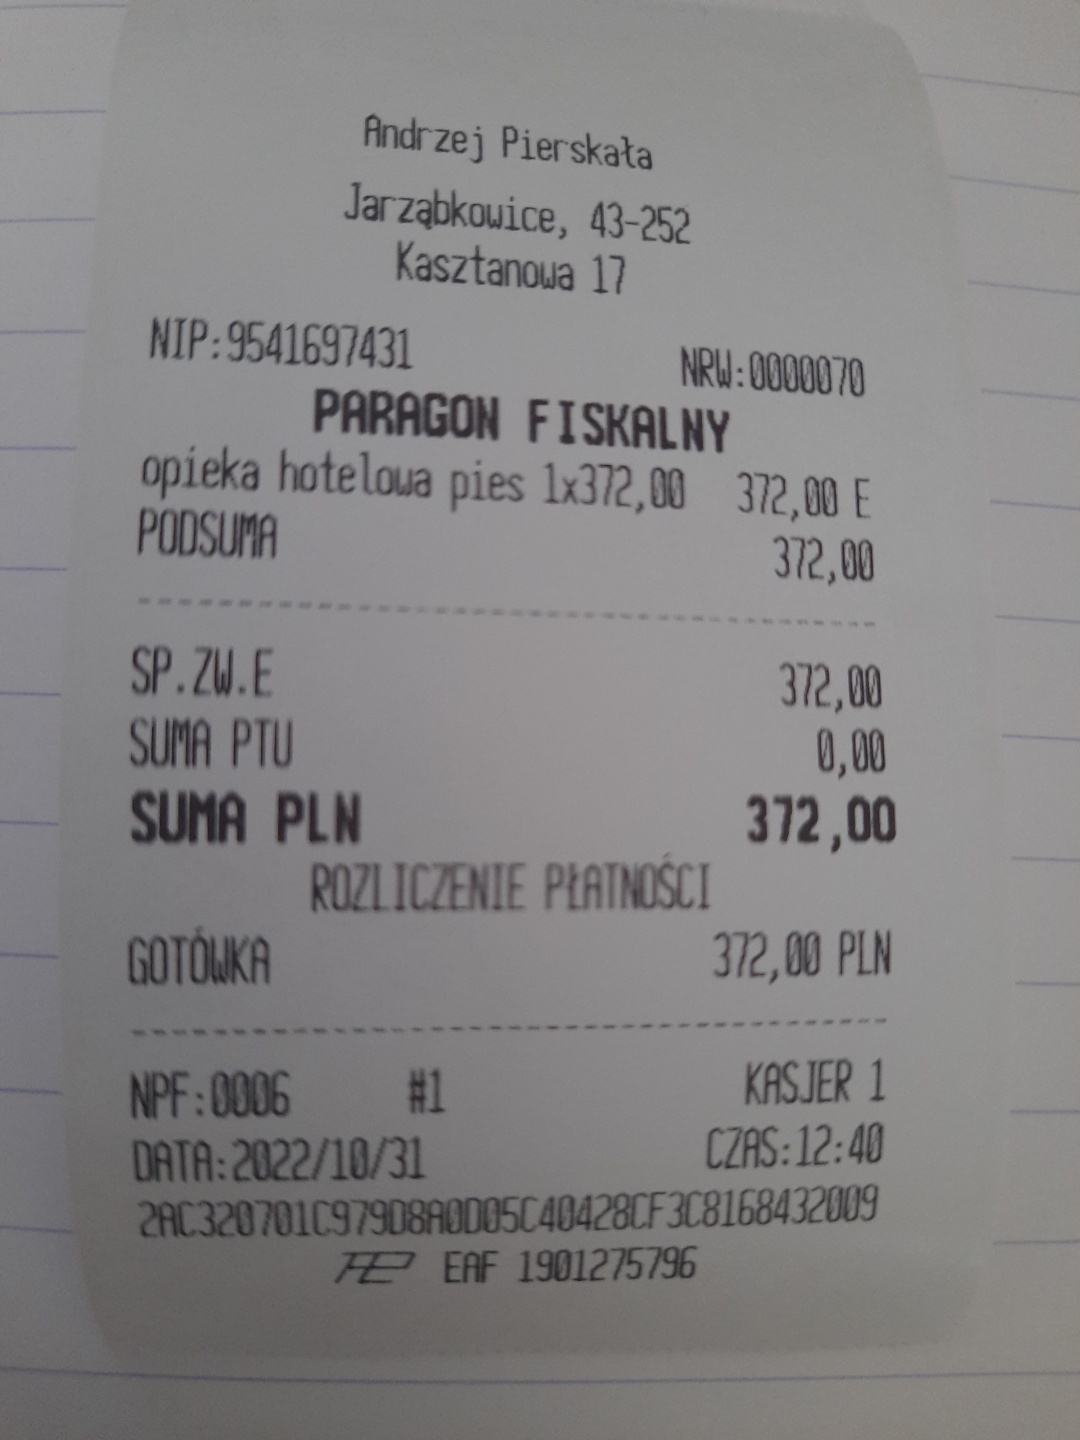 Andrzej Pierskała
Jarząbkowice, 43-252
Kasztanowa 17
NIP:9541697431 NRW:0000070
PARAGON FISKALNY
opieka hotelowa pies 1x372,00 372,00 E
PODSUMA 372,00
SP.ZW.E 372,00
SUMA PTU 0,00
SUMA PLN 372,00
ROZLICZENIE PŁATNOŚCI
GOTÓWKA 372,00 PLN
NPF:0006 #1 KASJER 1
DATA:2022/10/31 CZAS:12:40
2AC320701C979D8A0D05C40428CF3C8168432009
EAF 1901275796